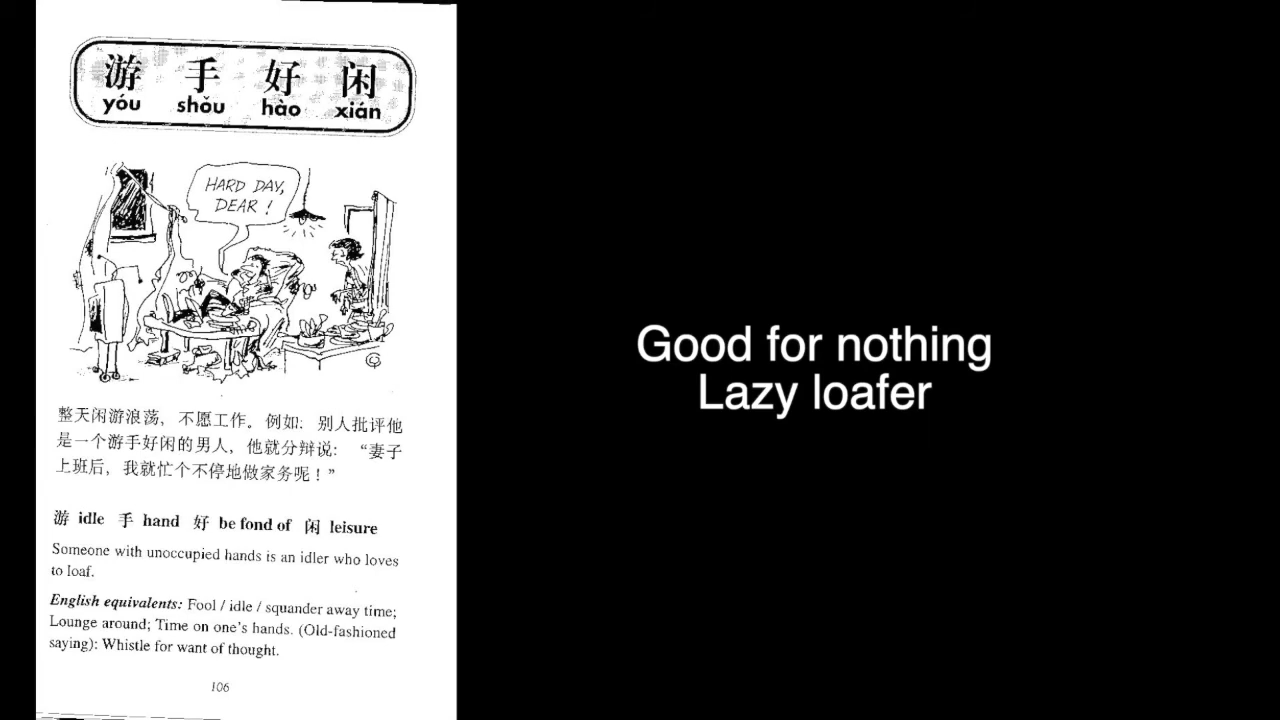 游 手 好 闲
yóu shǒu hào xián
HARD DAY,
DEAR !
整天闲游浪荡，不愿工作。例如：别人批评他
是一个游手好闲的男人，他就分辩说：“妻子
上班后，我就忙个不停地做家务呢！”
游 idle 手 hand 好 be fond of 闲 leisure
Someone with unoccupied hands is an idler who loves
to loaf.
English equivalents: Fool / idle / squander away time;
Lounge around; Time on one's hands. (Old-fashioned
saying): Whistle for want of thought.
106
Good for nothing
Lazy loafer